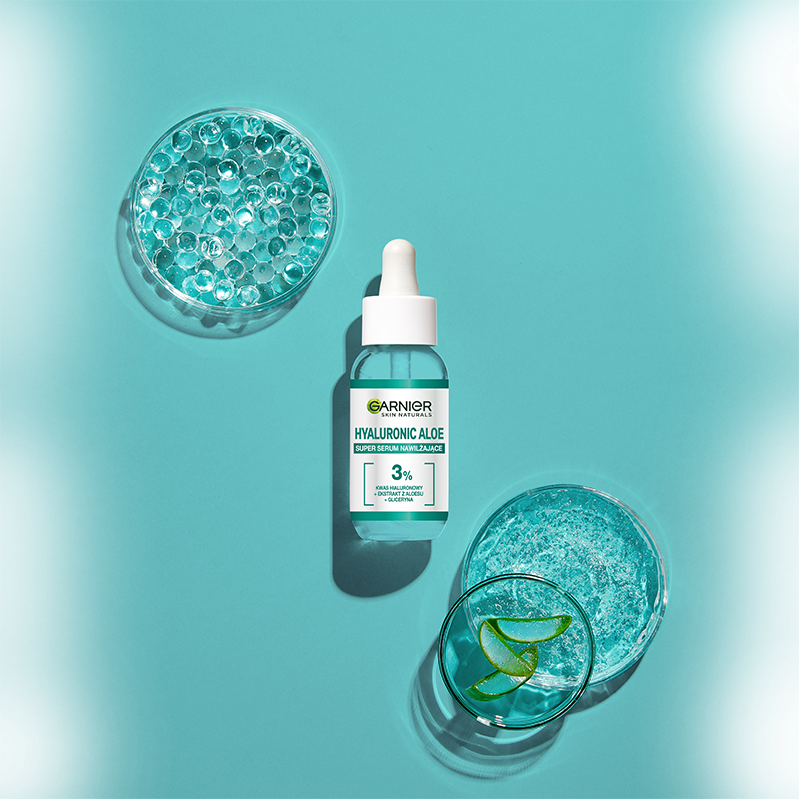 GARNIER
SKIN NATURALS
HYALURONIC ALOE
SUPER SERUM NAWILŻAJĄCE
3%
KWAS HIALURONOWY
+ EKSTRAKT Z ALOESU
+ GLICERYNA